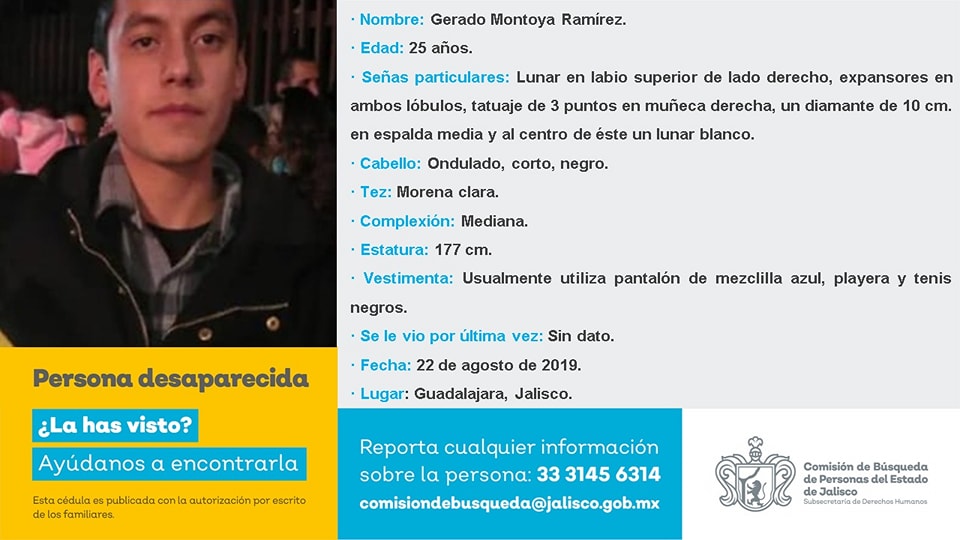 · Nombre: Gerado Montoya Ramírez.
· Edad: 25 años.
· Señas particulares: Lunar en labio superior de lado derecho, expansores en
ambos lóbulos, tatuaje de 3 puntos en muñeca derecha, un diamante de 10 cm.
en espalda media y al centro de éste un lunar blanco.
· Cabello: Ondulado, corto, negro.
· Tez: Morena clara.
· Complexión: Mediana.
· Estatura: 177 cm.
· Vestimenta: Usualmente utiliza pantalón de mezclilla azul, playera y tenis
negros.
· Se le vio por última vez: Sin dato.
· Fecha: 22 de agosto de 2019.
· Lugar: Guadalajara, Jalisco.
Persona desaparecida
¿La has visto?
Ayúdanos a encontrarla
Esta cédula es publicada con la autorización por escrito
de los familiares.
Reporta cualquier información
sobre la persona: 33 3145 6314
comisiondebusqueda@jalisco.gob.mx
Comisión de Búsqueda
de Personas del Estado
de Jalisco
Subsecretaría de Derechos Humanos